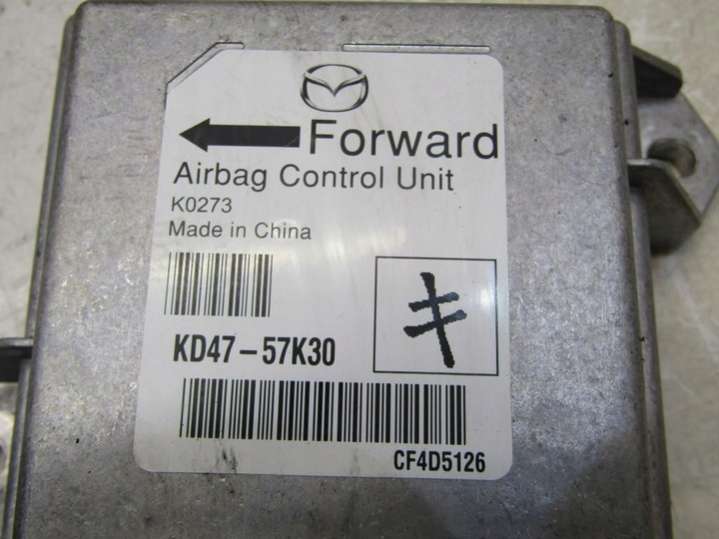 Forward
Airbag Control Unit
K0273
Made in China
キ
KD47-57K30
CF4D5126